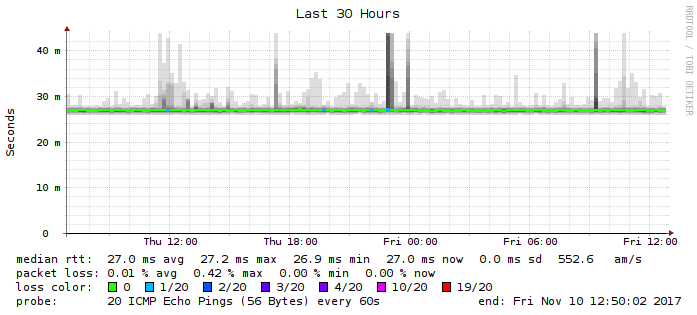 Last 30 Hours
RRDTOOL / TOBI OETIKER
Seconds
40 m
30 m
20 m
10 m
0
Thu 12:00 Thu 18:00 Fri 00:00 Fri 06:00 Fri 12:00
median rtt: 27.0 ms avg 27.2 ms max 26.9 ms min 27.0 ms now 0.0 ms sd 552.6 am/s
packet loss: 0.01 % avg 0.42 % max 0.00 % min 0.00 % now
loss color: 0 1/20 2/20 3/20 4/20 10/20 19/20
probe: 20 ICMP Echo Pings (56 Bytes) every 60s end: Fri Nov 10 12:50:02 2017